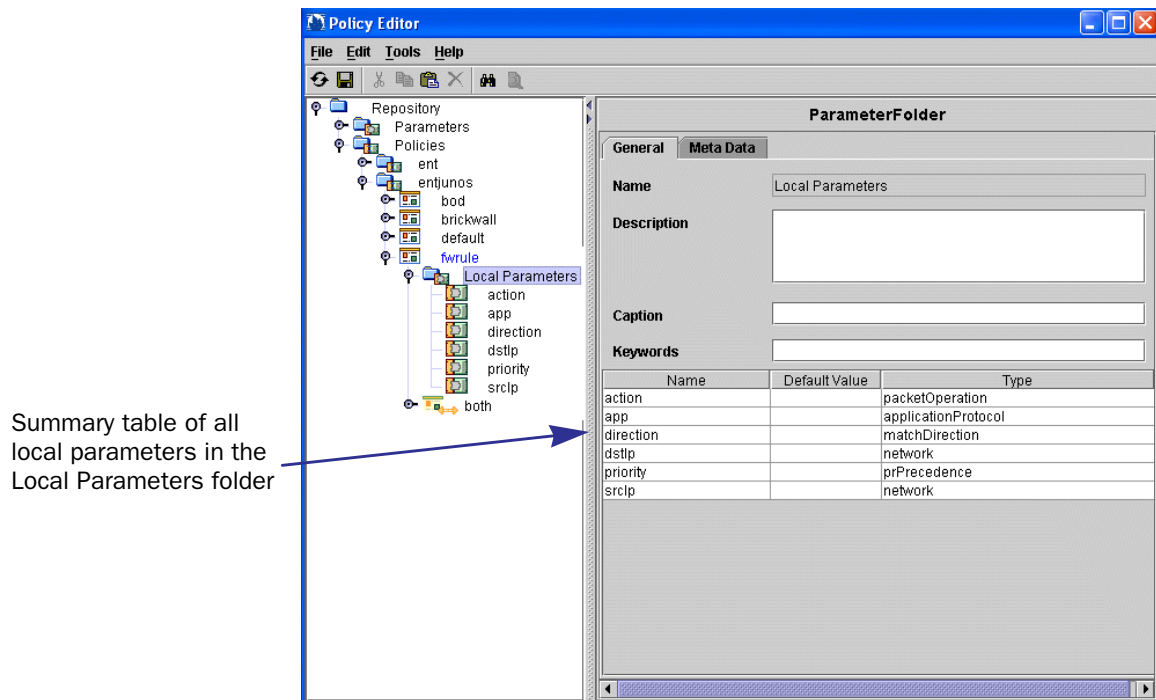 Policy Editor
File Edit Tools Help
Repository
Parameters
Policies
ent
entjunos
bod
brickwall
default
fwrule
Local Parameters
action
app
direction
dstIp
priority
srcIp
both
ParameterFolder
General Meta Data
Name Local Parameters
Description
Caption
Keywords
Name Default Value Type
action packetOperation
app applicationProtocol
direction matchDirection
dstIp network
priority prPrecedence
srcIp network
Summary table of all
local parameters in the
Local Parameters folder